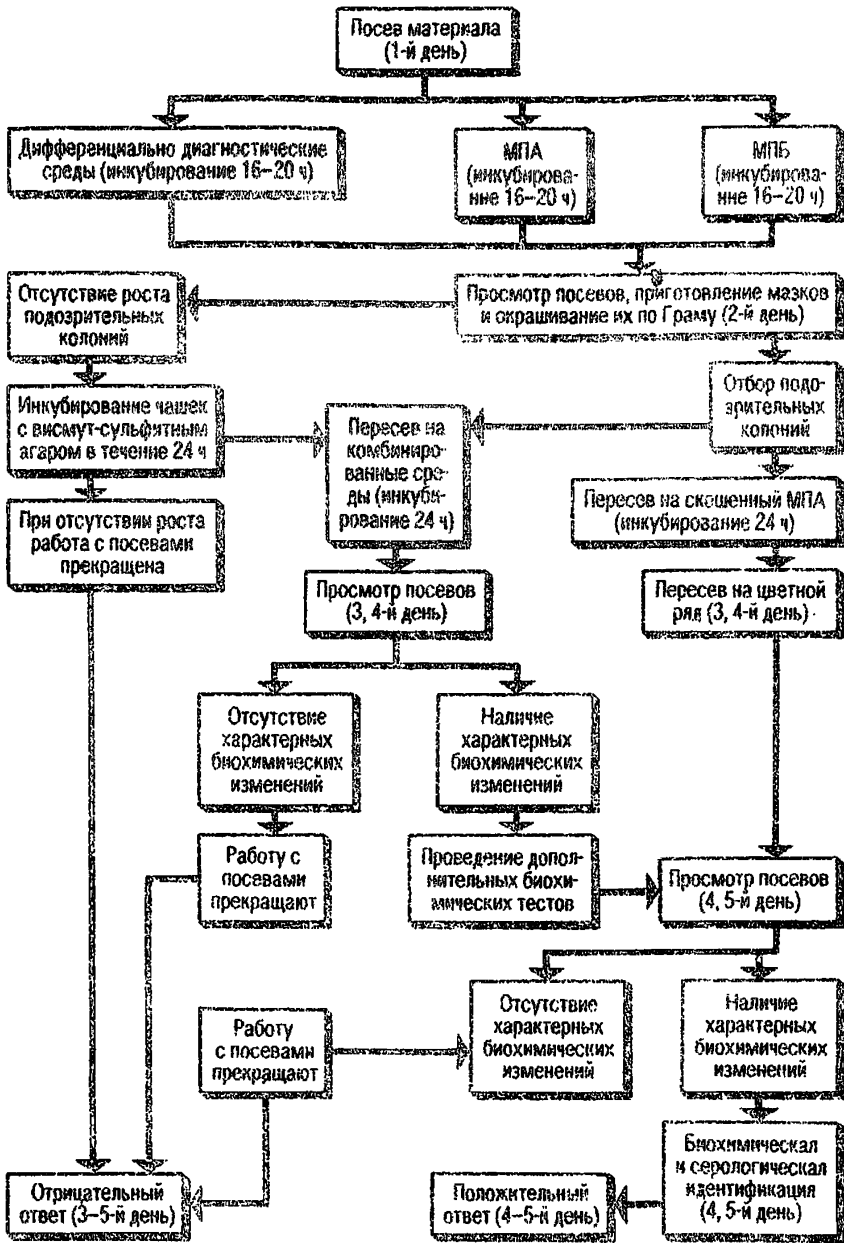 Посев материала
(1-й день)
Дифференциально диагностические
среды (инкубирование 16–20 ч)
МПА
(инкубирова-
ние 16–20 ч)
МПБ
(инкубирова-
ние 16–20 ч)
Отсутствие роста
подозрительных
колоний
Просмотр посевов, приготовление мазков
и окрашивание их по Граму (2-й день)
Отбор подо-
зрительных
колоний
Инкубирование чашек
с висмут-сульфитным
агаром в течение 24 ч
Пересев на
комбиниро-
ванные сре-
ды (инкуби-
рование 24 ч)
Пересев на скошенный МПА
(инкубирование 24 ч)
При отсутствии роста
работа с посевами
прекращена
Просмотр посевов
(3, 4-й день)
Пересев на цветной
ряд (3, 4-й день)
Отсутствие
характерных
биохимических
изменений
Наличие
характерных
биохимических
изменений
Работу с
посевами
прекращают
Проведение допол-
нительных биохи-
мических тестов
Просмотр посевов
(4, 5-й день)
Работу
с посевами
прекращают
Отсутствие
характерных
биохимических
изменений
Наличие
характерных
биохимических
изменений
Отрицательный
ответ (3–5-й день)
Положительный
ответ (4–5-й день)
Биохимическая
и серологическая
идентификация
(4, 5-й день)